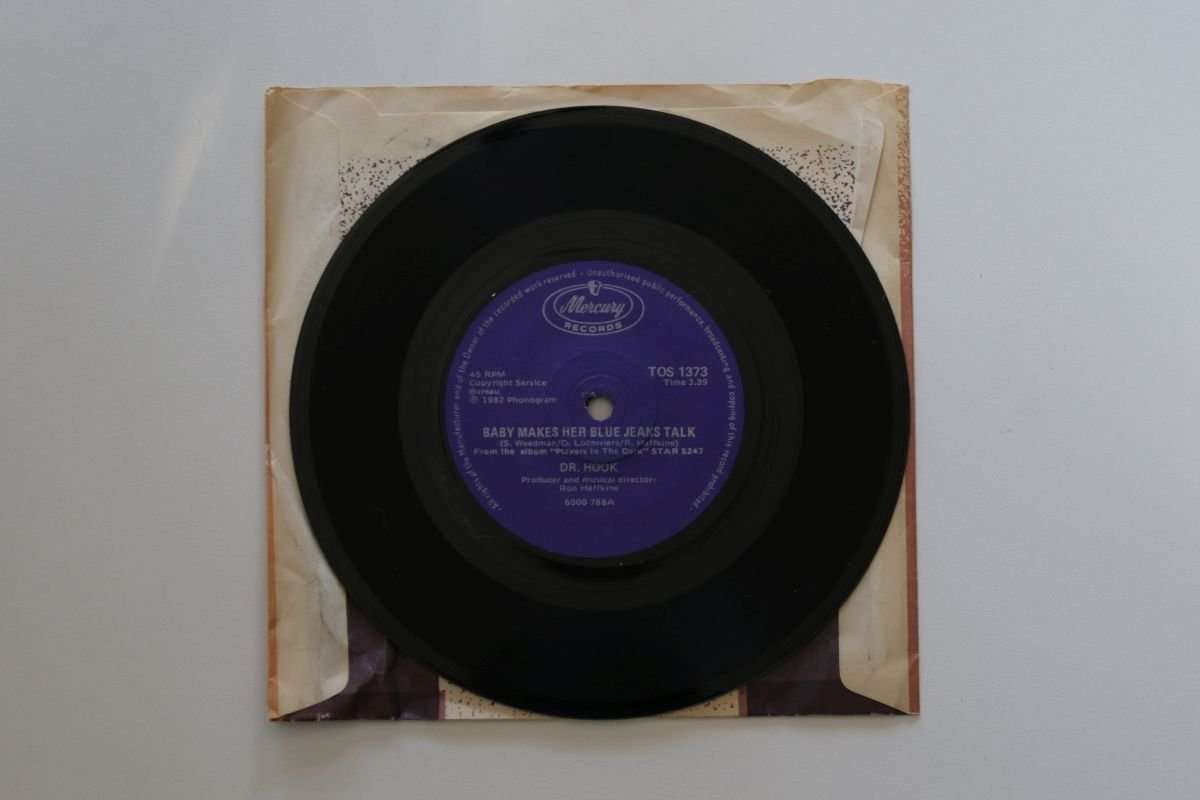 All rights of the Manufacturer and of the Owner of the recorded work reserved - Unauthorised public performance, broadcasting and copying of this record prohibited -
Mercury
RECORDS
45 RPM
Copyright Service
Bureau
℗ 1982 Phonogram
TOS 1373
Time 3.39
BABY MAKES HER BLUE JEANS TALK
(S. Weedman/D. Locorriere/R. Haffkine)
From the album "Players In The Dark" STAR 5247
DR. HOOK
Producer and musical director:
Ron Haffkine
6000 788A